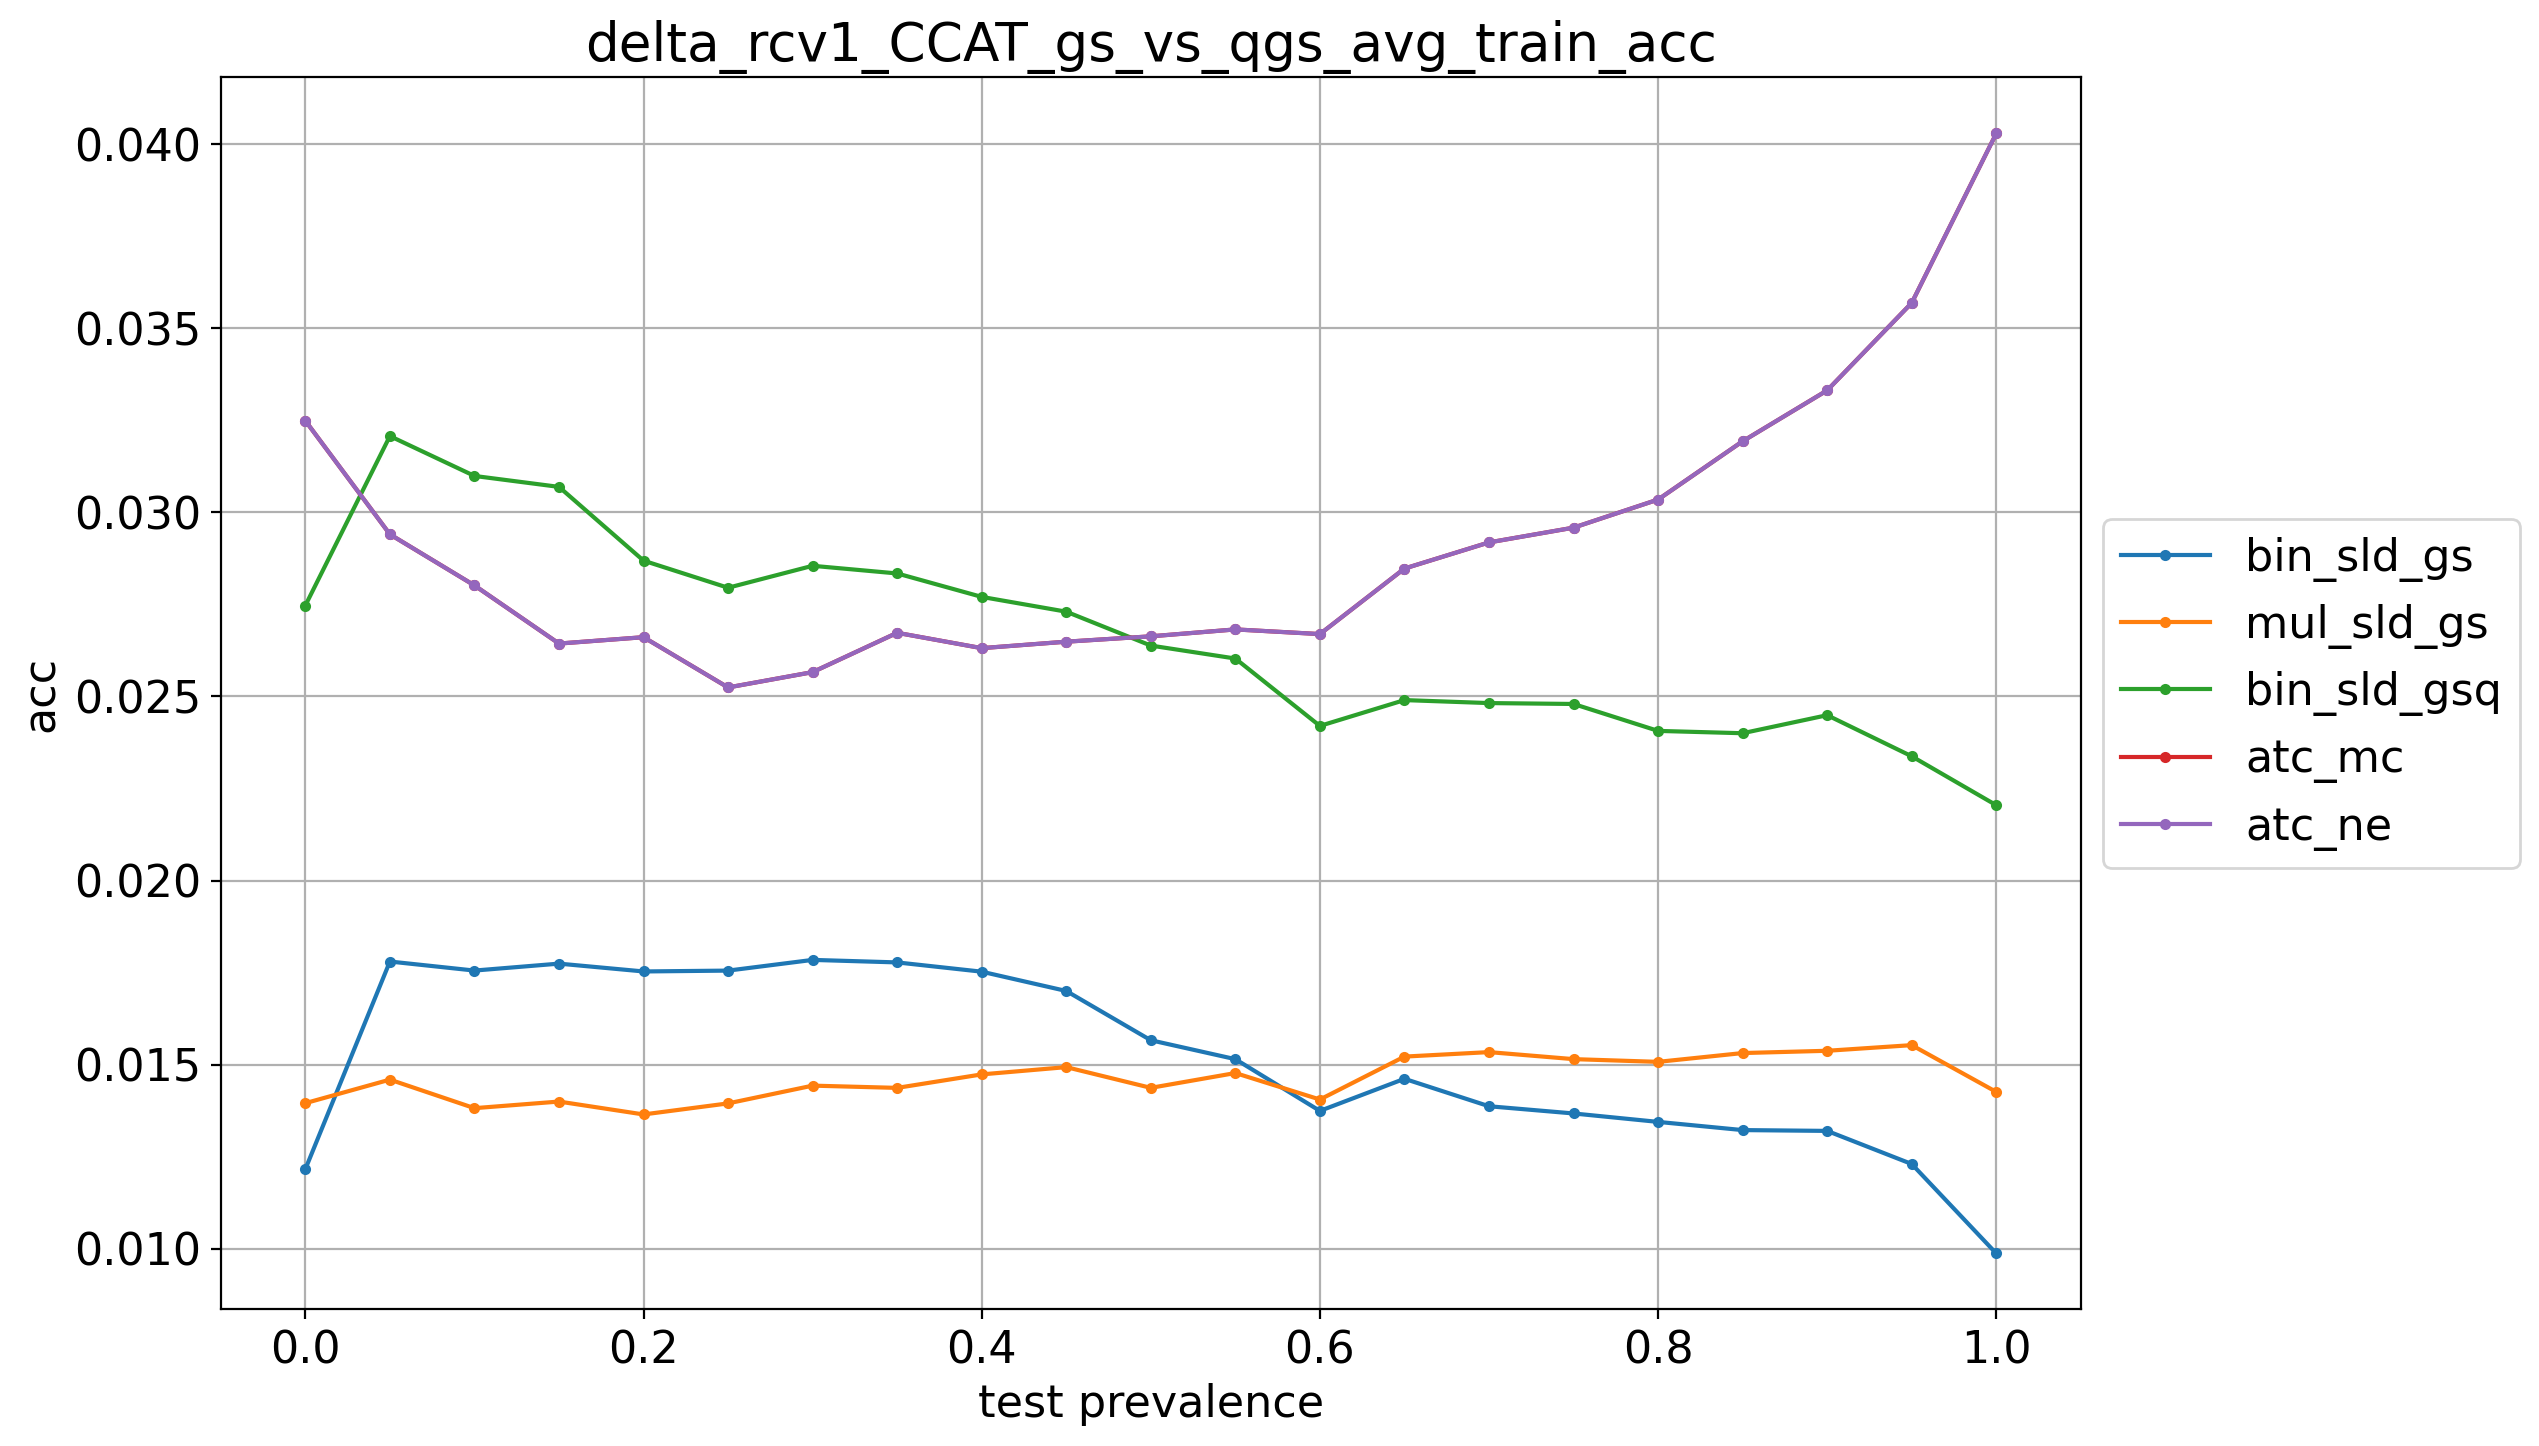 delta_rcv1_CCAT_gs_vs_qgs_avg_train_acc
0.040
0.035
0.030
0.025
0.020
0.015
0.010
acc
0.0 0.2 0.4 0.6 0.8 1.0
test prevalence
bin_sld_gs
mul_sld_gs
bin_sld_gsq
atc_mc
atc_ne